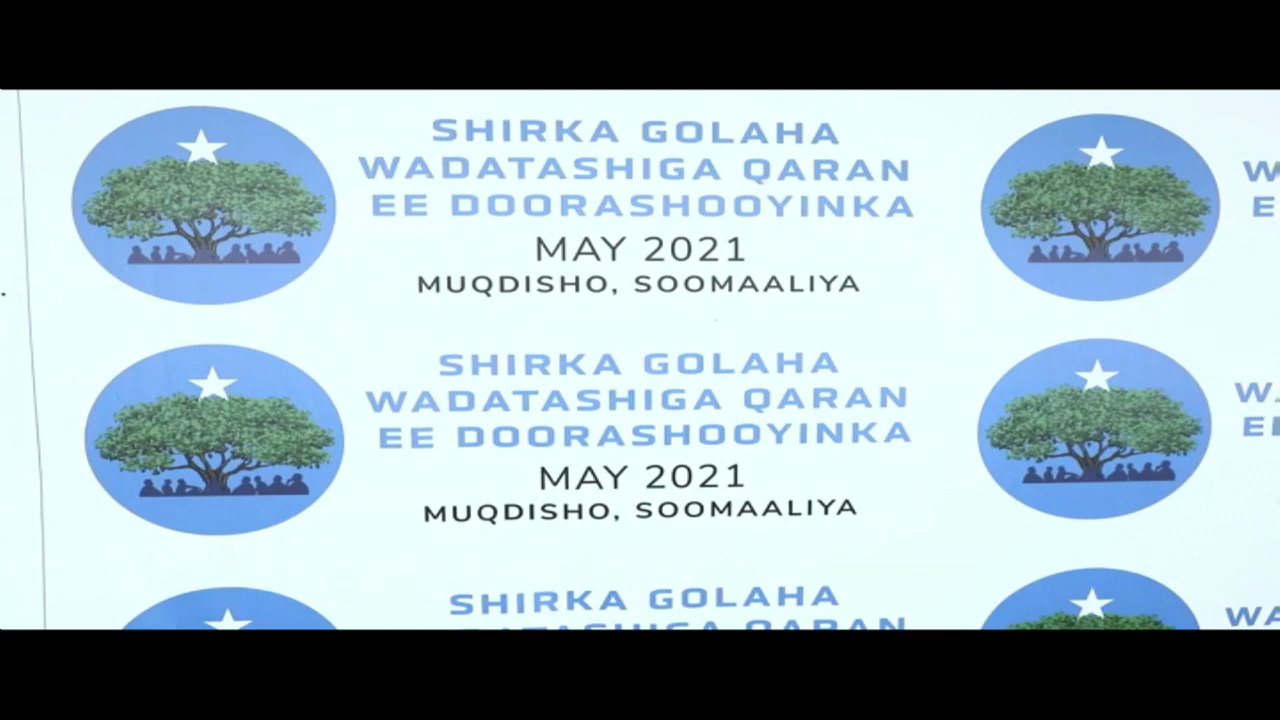 SHIRKA GOLAHA
WADATASHIGA QARAN
EE DOORASHOOYINKA
MAY 2021
MUQDISHO, SOOMAALIYA
SHIRKA GOLAHA
WADATASHIGA QARAN
EE DOORASHOOYINKA
MAY 2021
MUQDISHO, SOOMAALIYA
SHIRKA GOLAHA